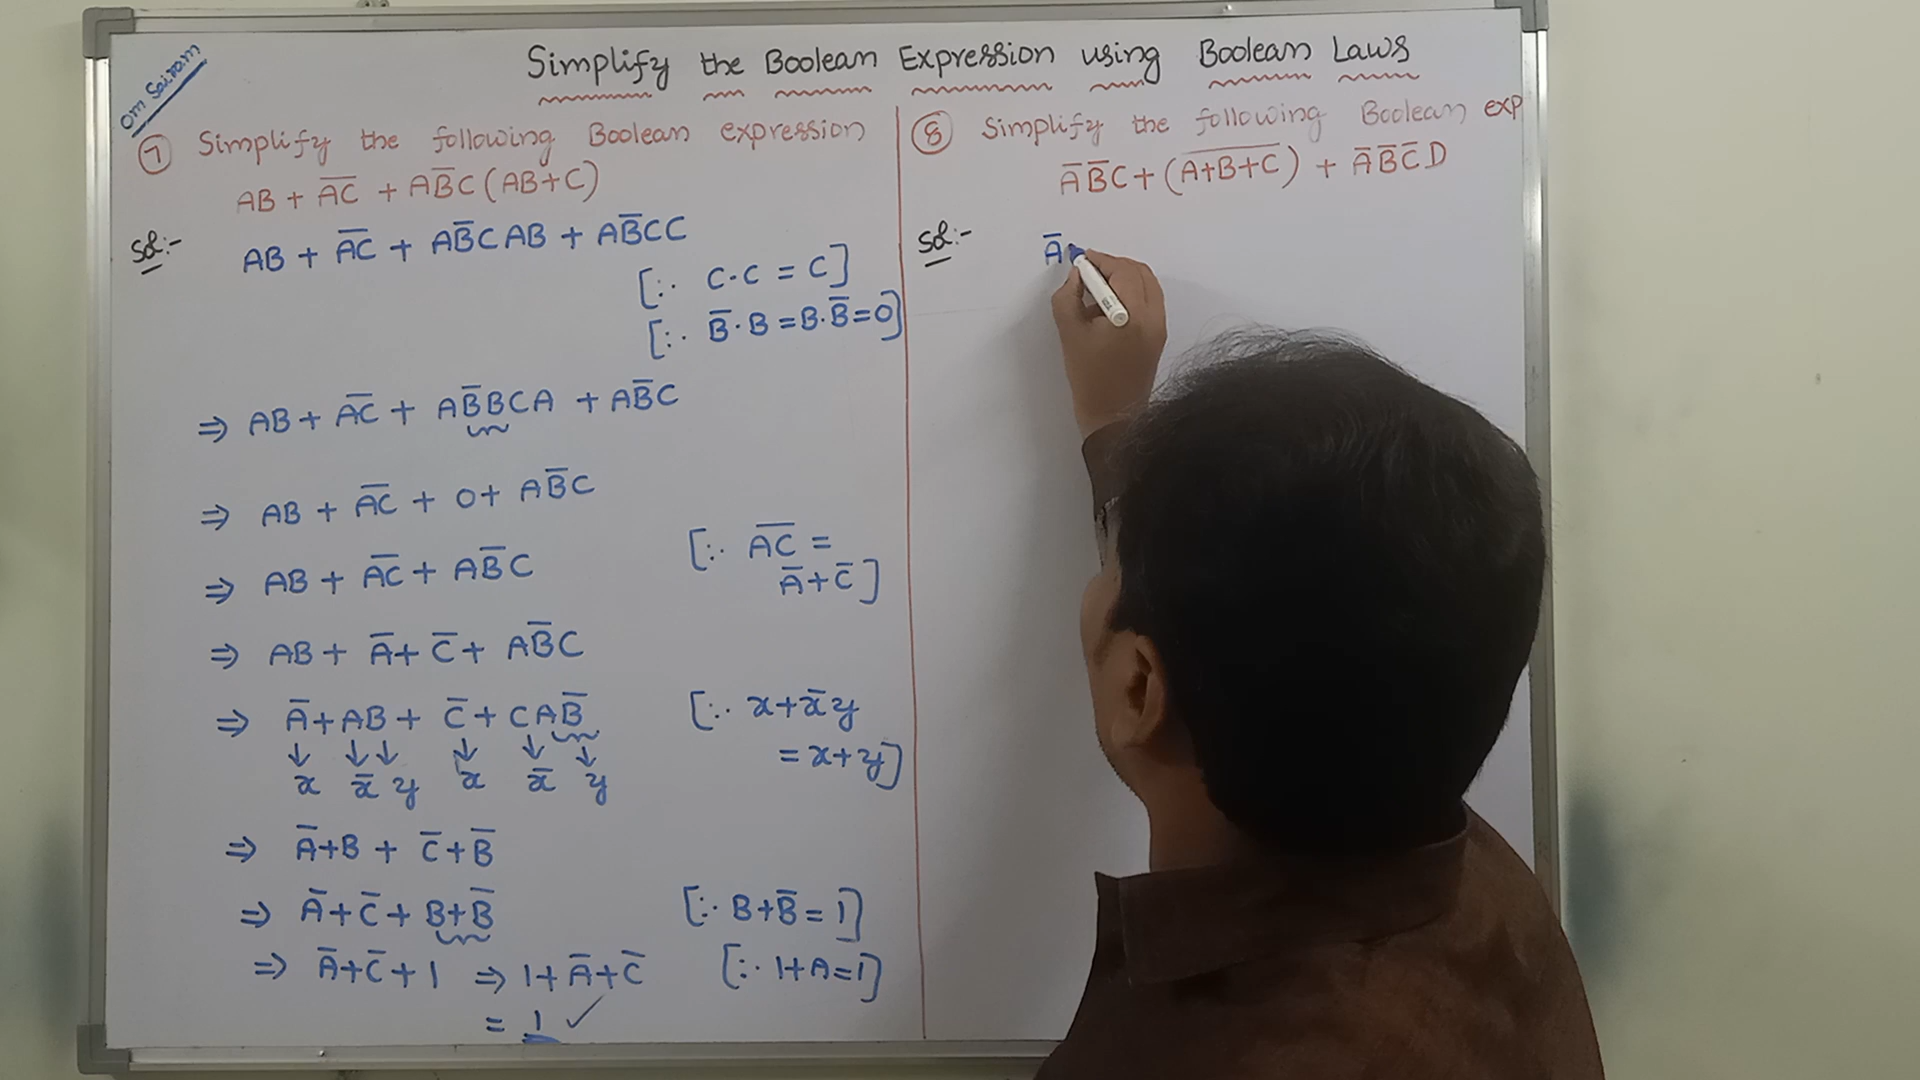 Om Sairam
Simplify the Boolean Expression using Boolean Laws
⑦ Simplify the following Boolean expression
AB + A̅C̅ + AB̅C (AB+C)
Sol:-
AB + A̅C̅ + AB̅CAB + AB̅CC
[∵ C·C = C]
[∵ B̅·B = B·B̅ = 0]
⇒ AB + A̅C̅ + AB̅BCA + AB̅C
⇒ AB + A̅C̅ + 0 + AB̅C
⇒ AB + A̅C̅ + AB̅C
[∵ A̅C̅ =
A̅ + C̅]
⇒ AB + A̅ + C̅ + AB̅C
⇒ A̅ + AB + C̅ + CAB̅
[∵ x + x̅y
= x + y]
↓ ↓ ↓ ↓ ↓ ↓
x x̅ y x x̅ y
⇒ A̅ + B + C̅ + B̅
⇒ A̅ + C̅ + B + B̅ [∵ B + B̅ = 1]
⇒ A̅ + C̅ + 1 ⇒ 1 + A̅ + C̅ [∵ 1 + A = 1]
= 1 ✓
⑧ Simplify the following Boolean exp
A̅B̅C + (A̅+̅B̅+̅C̅) + A̅B̅C̅D
Sol:-
A̅